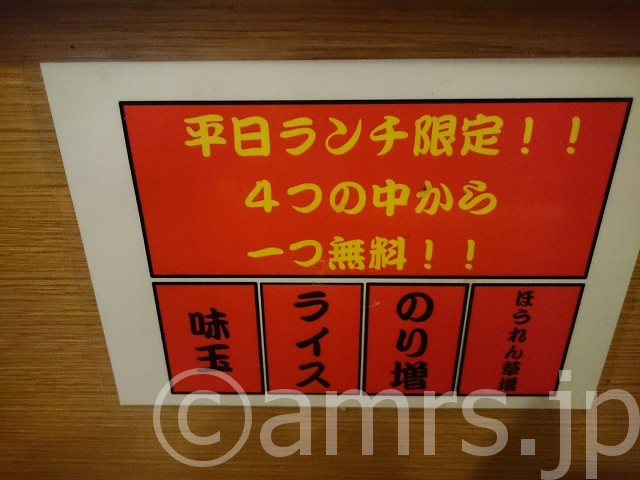 平日ランチ限定！！
４つの中から
一つ無料！！
味玉
ライス
のり増
ほうれん草増
©amrs.jp